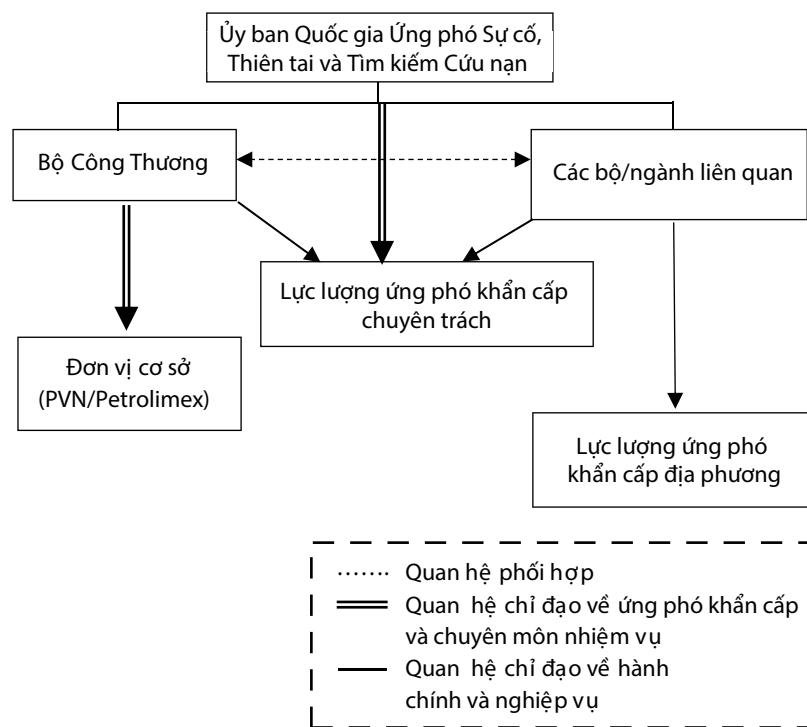 Ủy ban Quốc gia Ứng phó Sự cố,
Thiên tai và Tìm kiếm Cứu nạn
Bộ Công Thương
Các bộ/ngành liên quan
Lực lượng ứng phó khẩn cấp
chuyên trách
Đơn vị cơ sở
(PVN/Petrolimex)
Lực lượng ứng phó
khẩn cấp địa phương
Quan hệ phối hợp
Quan hệ chỉ đạo về ứng phó khẩn cấp
và chuyên môn nhiệm vụ
Quan hệ chỉ đạo về hành
chính và nghiệp vụ